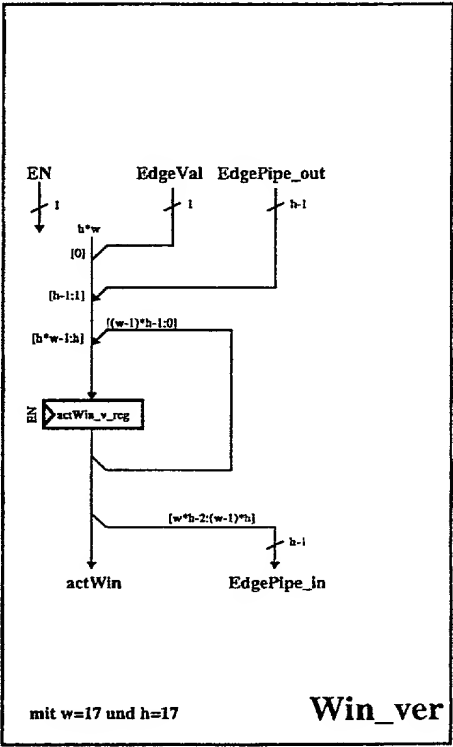 EN EdgeVal EdgePipe_out
1 1 h-1
h*w
[0]
[h-1:1]
[(w-1)*h-1:0]
[h*w-1:h]
EN actWin_v_reg
[w*h-2:(w-1)*h]
h-1
actWin EdgePipe_in
mit w=17 und h=17 Win_ver